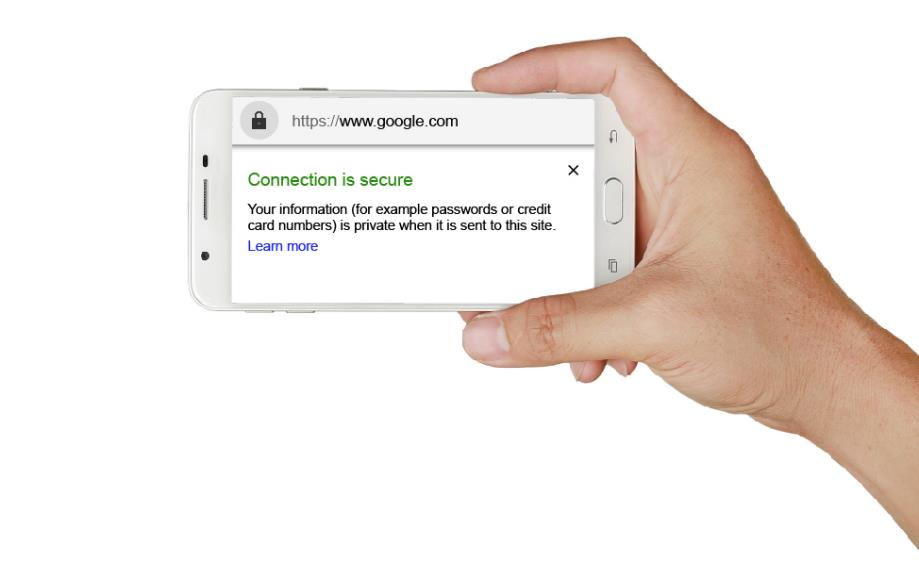 https://www.google.com
Connection is secure
Your information (for example passwords or credit
card numbers) is private when it is sent to this site.
Learn more